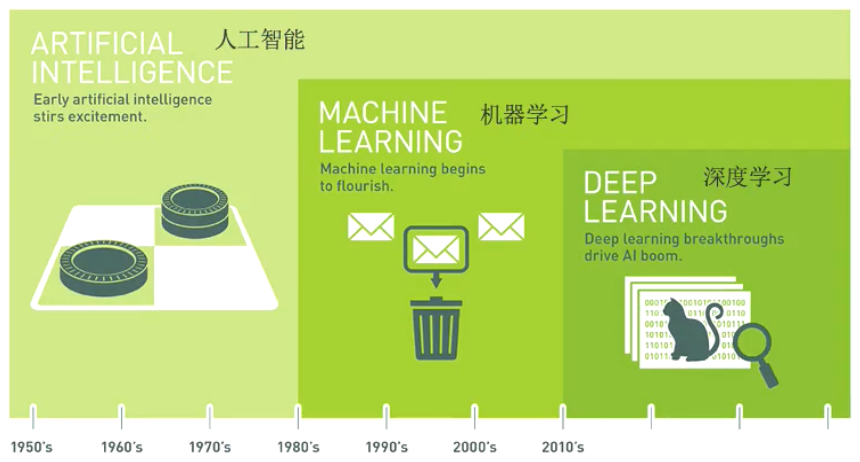 ARTIFICIAL
INTELLIGENCE
人工智能
Early artificial intelligence
stirs excitement.
MACHINE
LEARNING
机器学习
Machine learning begins
to flourish.
DEEP
LEARNING
深度学习
Deep learning breakthroughs
drive AI boom.
1950's
1960's
1970's
1980's
1990's
2000's
2010's